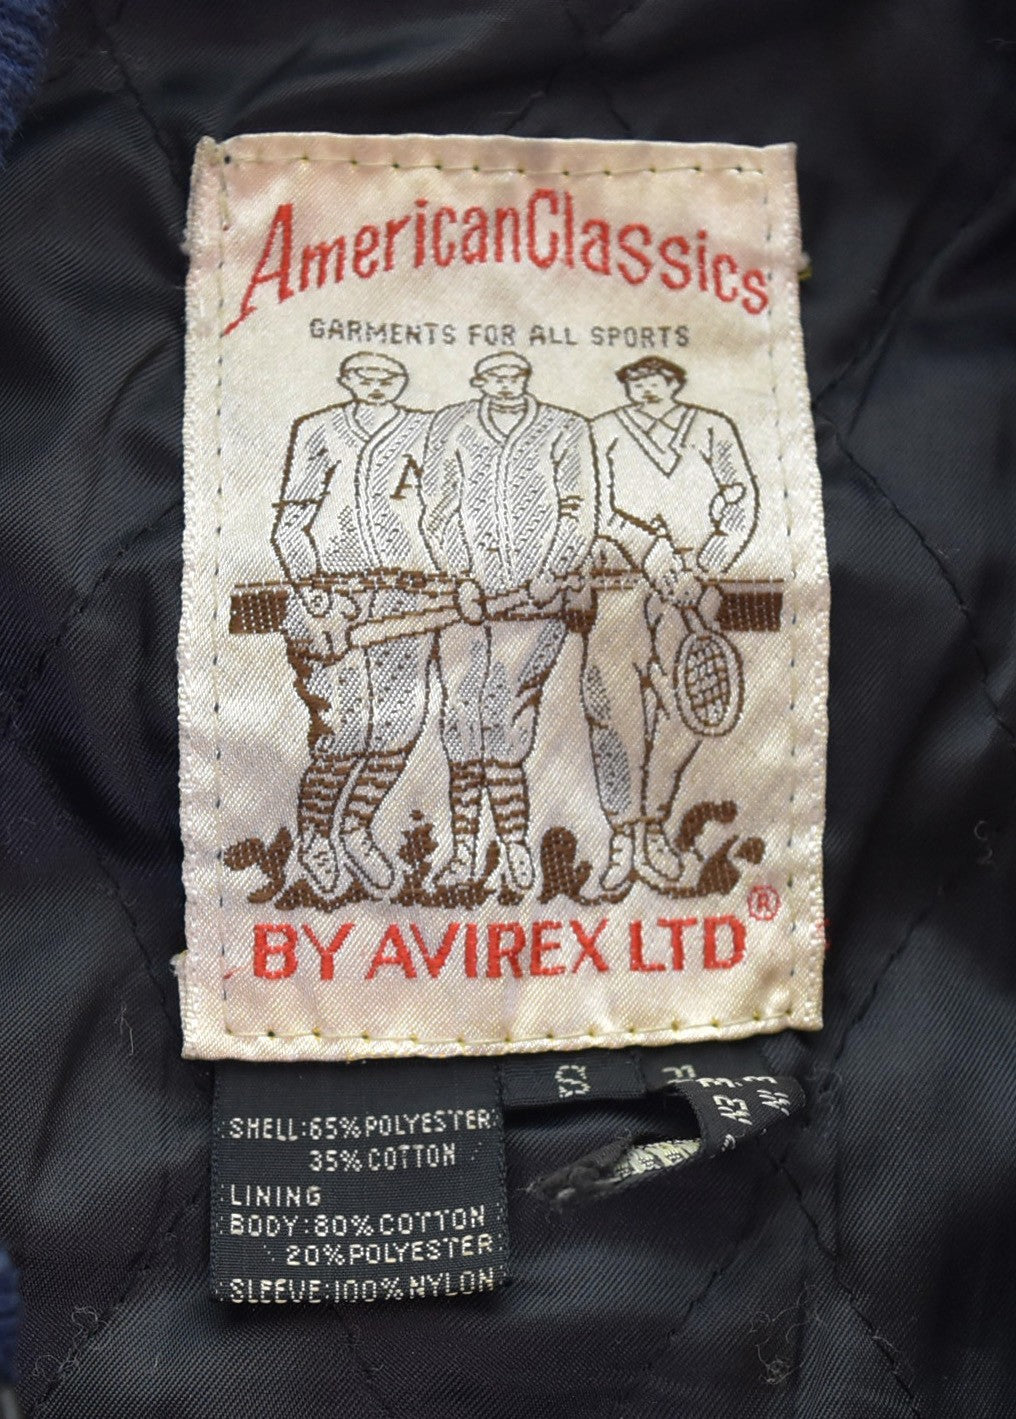 AmericanClassics
GARMENTS FOR ALL SPORTS
A
BY AVIREX LTD®
S
SHELL:65%POLYESTER
35%COTTON
LINING
BODY:80%COTTON
20%POLYESTER
SLEEVE:100%NYLON